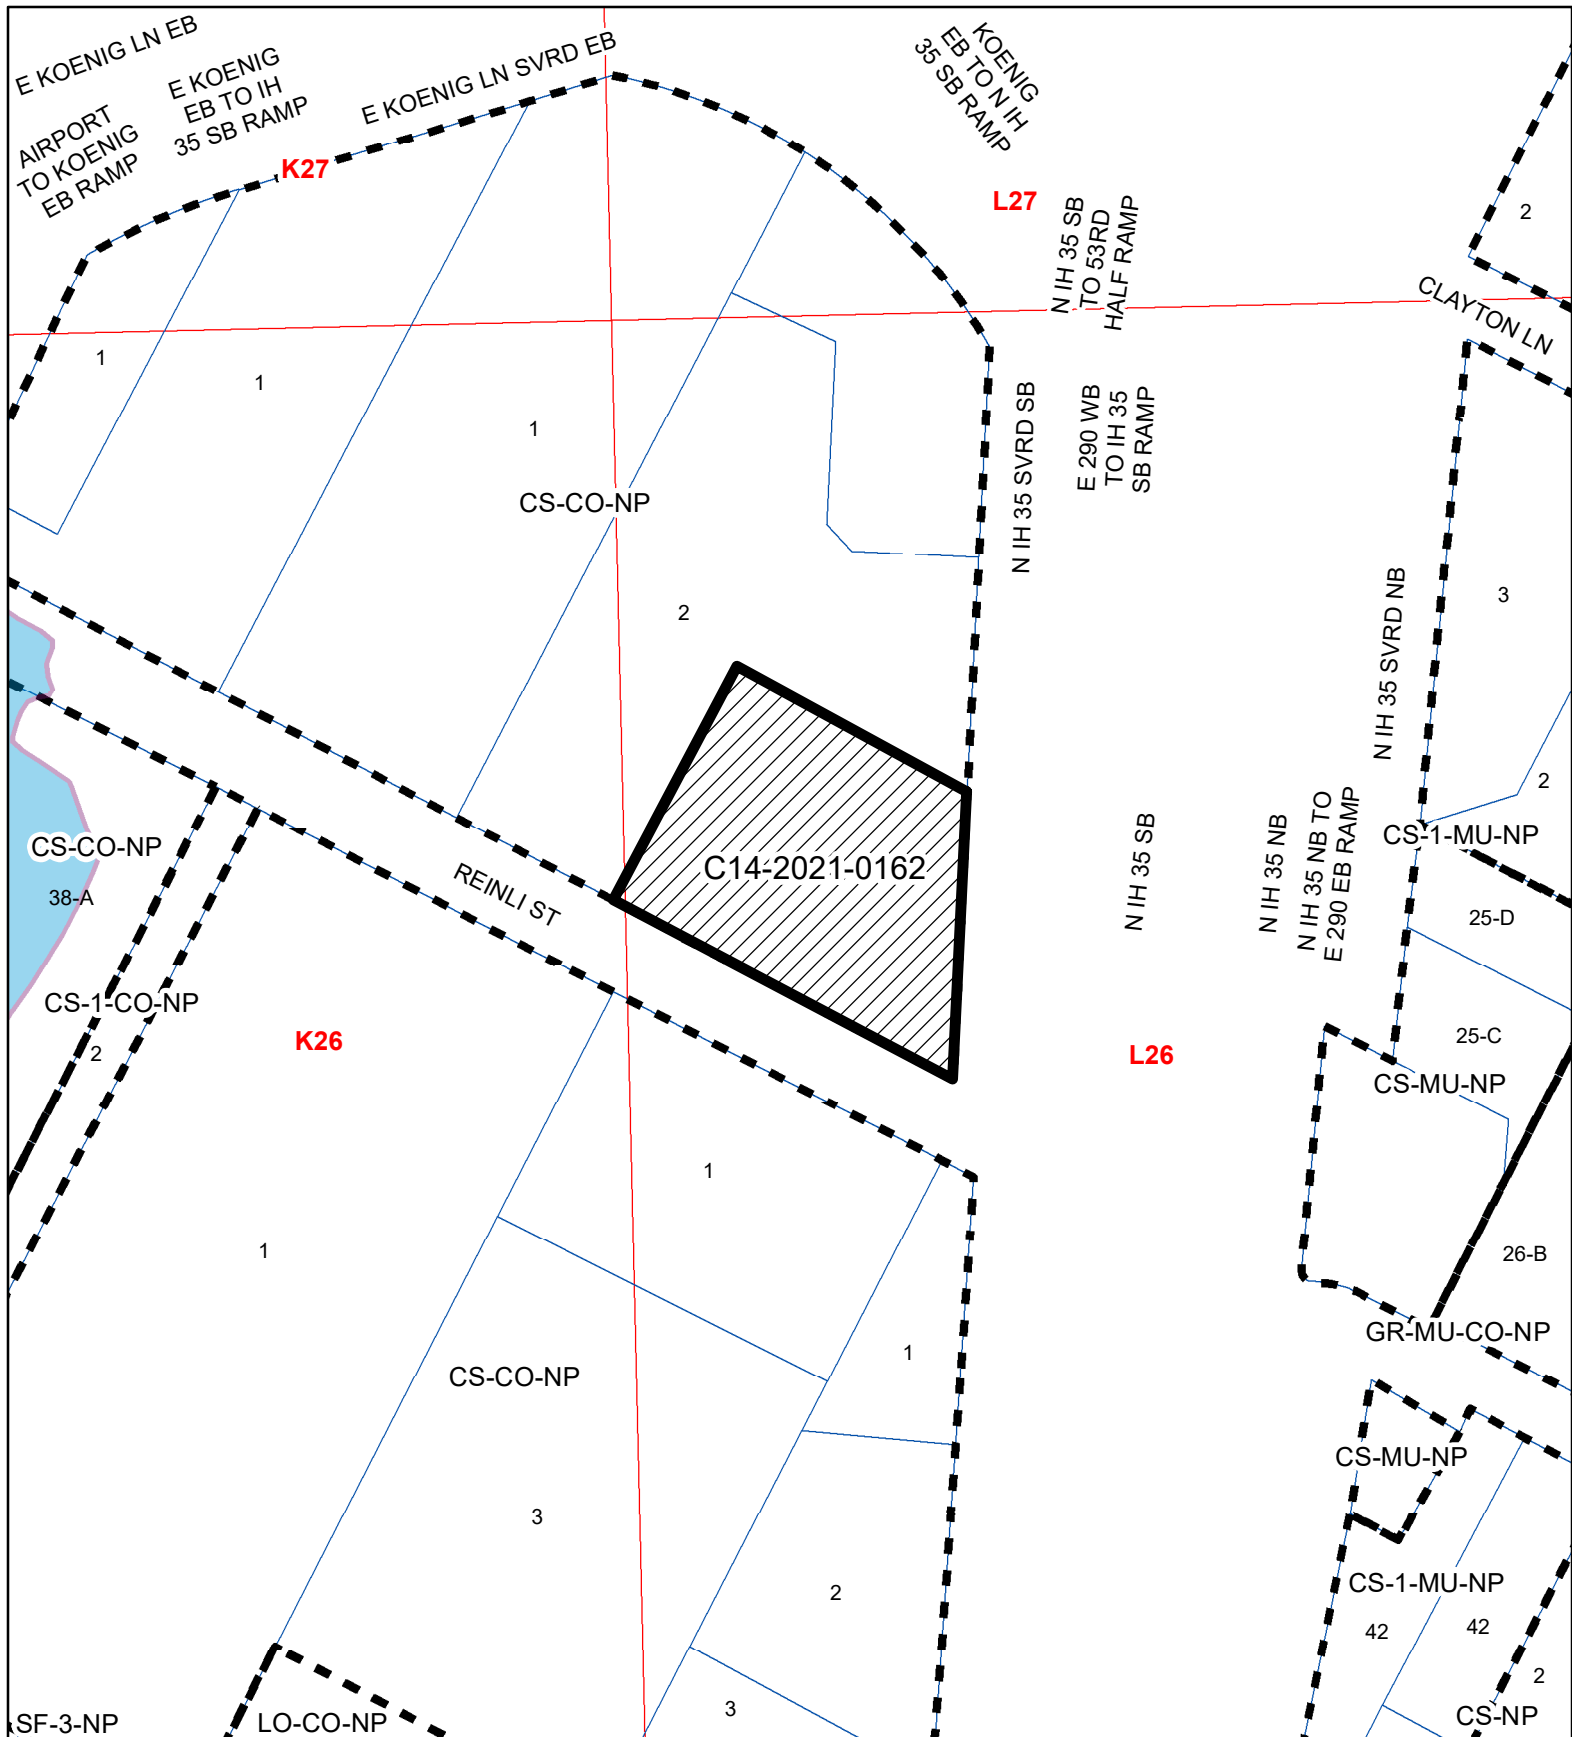 E KOENIG LN EB
E KOENIG
EB TO IH
35 SB RAMP
E KOENIG LN SVRD EB
KOENIG
EB TO N IH
35 SB RAMP
AIRPORT
TO KOENIG
EB RAMP
K27
L27
N IH 35 SB
TO 53RD
HALF RAMP
2
CLAYTON LN
1
1
1
N IH 35 SVRD SB
E 290 WB
TO IH 35
SB RAMP
CS-CO-NP
2
N IH 35 SVRD NB
3
2
CS-1-MU-NP
CS-CO-NP
38-A
REINLI ST
C14-2021-0162
N IH 35 SB
N IH 35 NB
N IH 35 NB TO
E 290 EB RAMP
25-D
CS-1-CO-NP
2
K26
L26
25-C
CS-MU-NP
1
1
26-B
GR-MU-CO-NP
1
CS-CO-NP
CS-MU-NP
3
2
CS-1-MU-NP
42
42
2
3
SF-3-NP
LO-CO-NP
CS-NP